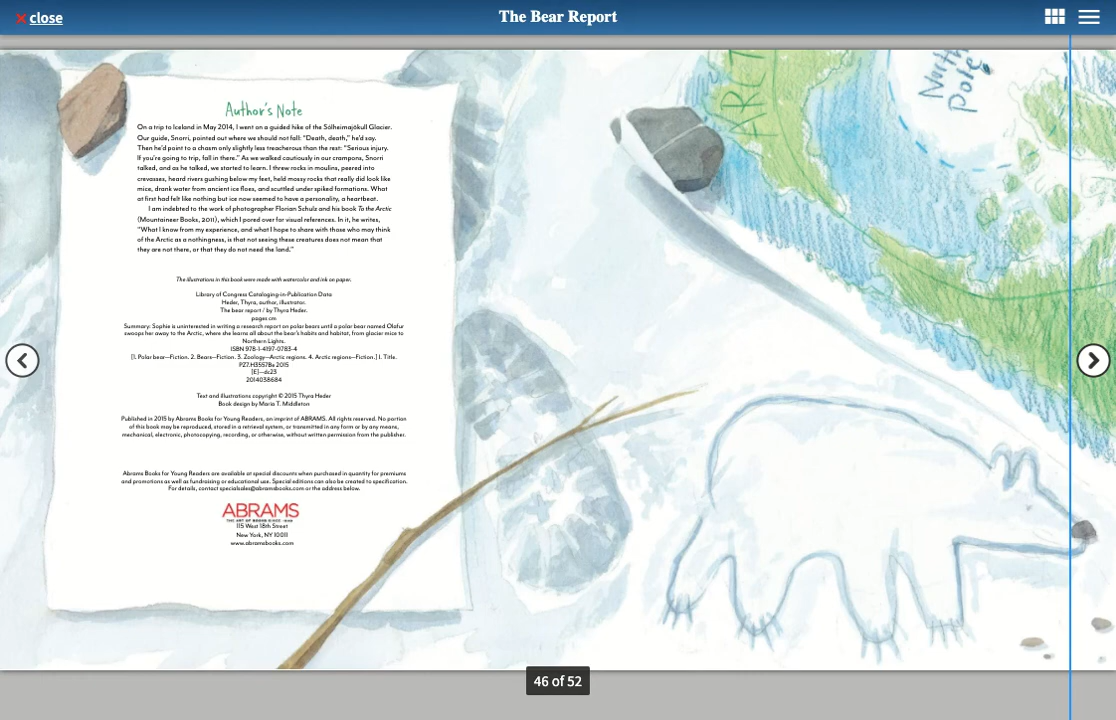 close
The Bear Report
Author's Note
On a trip to Iceland in May 2014, I went on a guided hike of the Sólheimajökull Glacier.
Our guide, Snorri, pointed out where we should not fall: "Death, death," he'd say.
Then he'd point to a chasm only slightly less treacherous than the rest: "Serious injury.
If you're going to trip, fall in there." As we walked cautiously in our crampons, Snorri
talked, and as he talked, we started to learn. I threw rocks in moulins, peered into
crevasses, heard rivers gushing below my feet, held mossy rocks that really did look like
mice, drank water from ancient ice floes, and scuttled under spiked formations. What
at first had felt like nothing but ice now seemed to have a personality, a heartbeat.
I am indebted to the work of photographer Florian Schulz and his book To the Arctic
(Mountaineer Books, 2011), which I pored over for visual references. In it, he writes,
"What I know from my experience, and what I hope to share with those who may think
of the Arctic as a nothingness, is that not seeing these creatures does not mean that
they are not there, or that they do not need the land."
The illustrations in this book were made with watercolor and ink on paper.
Library of Congress Cataloging-in-Publication Data
Heder, Thyra, author, illustrator.
The bear report / by Thyra Heder.
pages cm
Summary: Sophie is uninterested in writing a research report on polar bears until a polar bear named Olafur
swoops her away to the Arctic, where she learns all about the bear's habits and habitat, from glacier mice to
Northern Lights.
ISBN 978-1-4197-0783-4
[1. Polar bear—Fiction. 2. Bears—Fiction. 3. Zoology—Arctic regions. 4. Arctic regions—Fiction.] I. Title.
PZ7.H3557Be 2015
[E]—dc23
2014038684
Text and illustrations copyright © 2015 Thyra Heder
Book design by Maria T. Middleton
Published in 2015 by Abrams Books for Young Readers, an imprint of ABRAMS. All rights reserved. No portion
of this book may be reproduced, stored in a retrieval system, or transmitted in any form or by any means,
mechanical, electronic, photocopying, recording, or otherwise, without written permission from the publisher.
Abrams Books for Young Readers are available at special discounts when purchased in quantity for premiums
and promotions as well as fundraising or educational use. Special editions can also be created to specification.
For details, contact specialsales@abramsbooks.com or the address below.
ABRAMS
THE ART OF BOOKS SINCE 1949
115 West 18th Street
New York, NY 10011
www.abramsbooks.com
ARCT
North
Pole
46 of 52